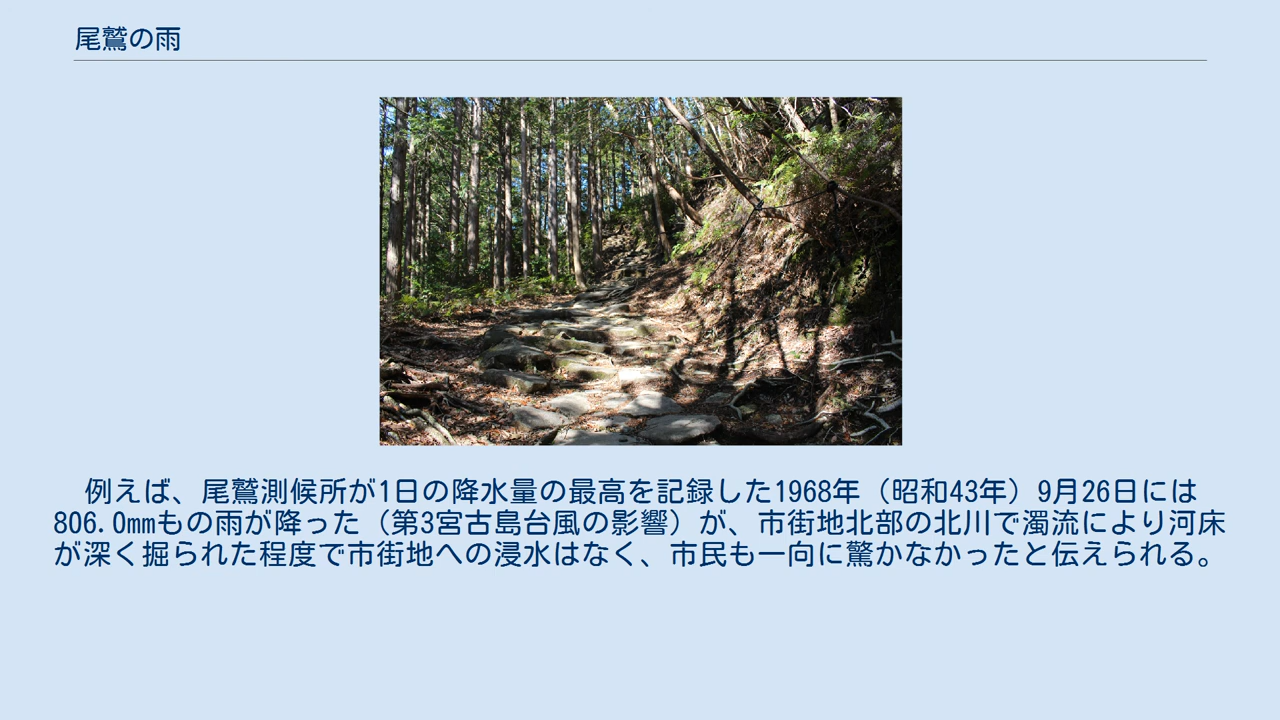 尾鷲の雨
例えば、尾鷲測候所が1日の降水量の最高を記録した1968年（昭和43年）9月26日には
806.0mmもの雨が降った（第3宮古島台風の影響）が、市街地北部の北川で濁流により河床
が深く掘られた程度で市街地への浸水はなく、市民も一向に驚かなかったと伝えられる。